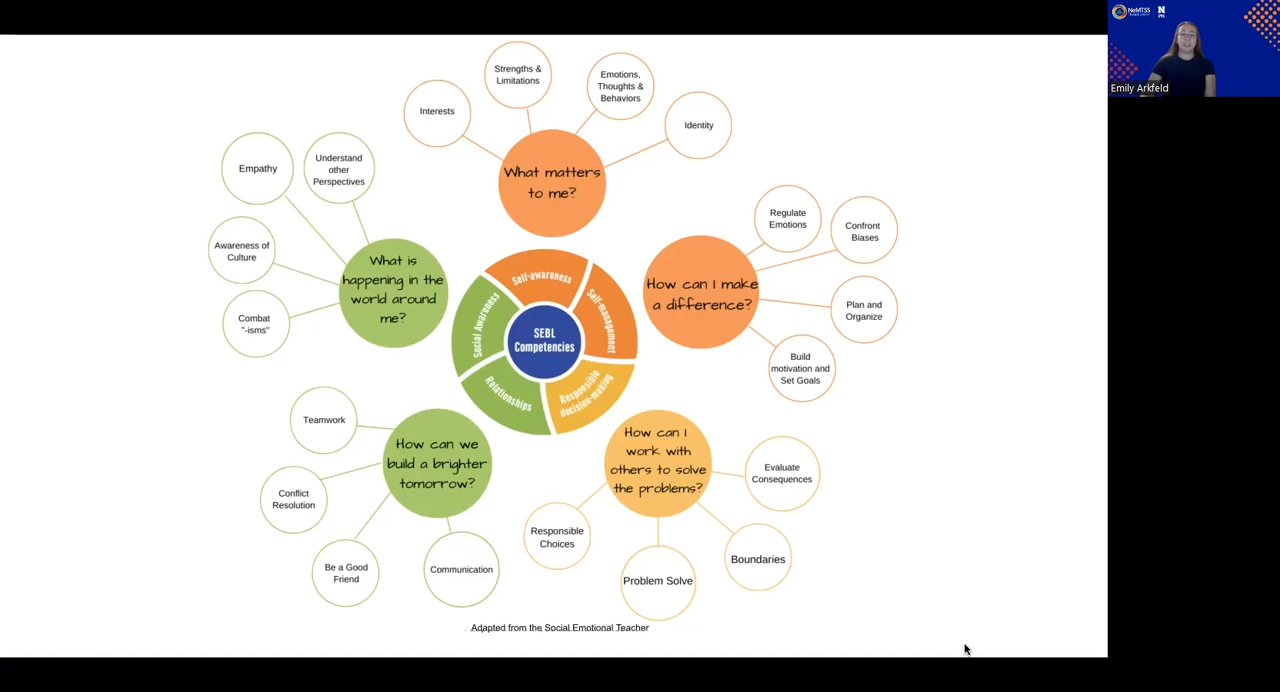 Strengths &
Limitations
Emotions,
Thoughts &
Behaviors
Interests
Identity
What matters
to me?
Empathy
Understand
other
Perspectives
Awareness of
Culture
Combat
"-isms"
What is
happening in the
world around
me?
Regulate
Emotions
Confront
Biases
Plan and
Organize
Build
motivation and
Set Goals
How can I make
a difference?
Self-awareness
Self-management
Social Awareness
Relationships
Responsible
decision-making
SEBL
Competencies
Teamwork
Conflict
Resolution
Be a Good
Friend
Communication
How can we
build a brighter
tomorrow?
How can I
work with
others to solve
the problems?
Evaluate
Consequences
Responsible
Choices
Problem Solve
Boundaries
Adapted from the Social Emotional Teacher
NeMTSS
N
Emily Arkfeld